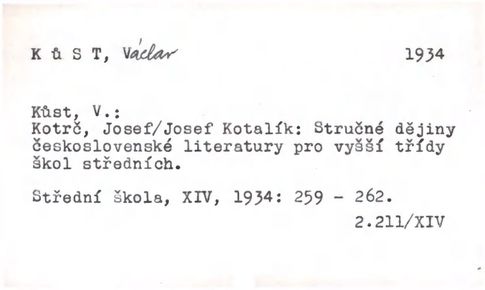 K ů S T, Václav 1934
Kůst, V.:
Kotrč, Josef/Josef Kotalík: Stručné dějiny
československé literatury pro vyšší třídy
škol středních.
Střední škola, XIV, 1934: 259 - 262.
2.211/XIV